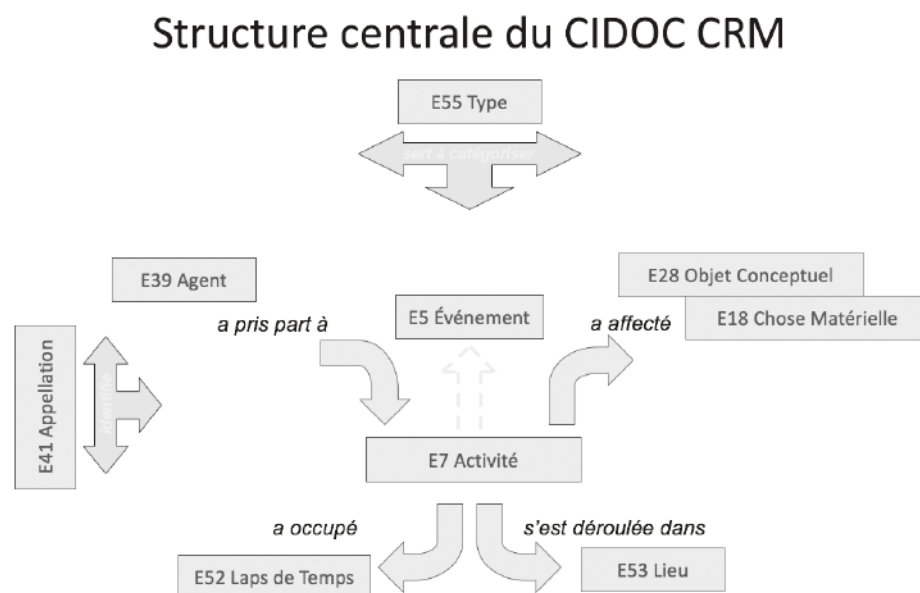 Structure centrale du CIDOC CRM
E55 Type
sert à catégoriser
E39 Agent
E28 Objet Conceptuel
E18 Chose Matérielle
a pris part à
E5 Événement
a affecté
E41 Appellation
identifie
E7 Activité
a occupé
s'est déroulée dans
E52 Laps de Temps
E53 Lieu